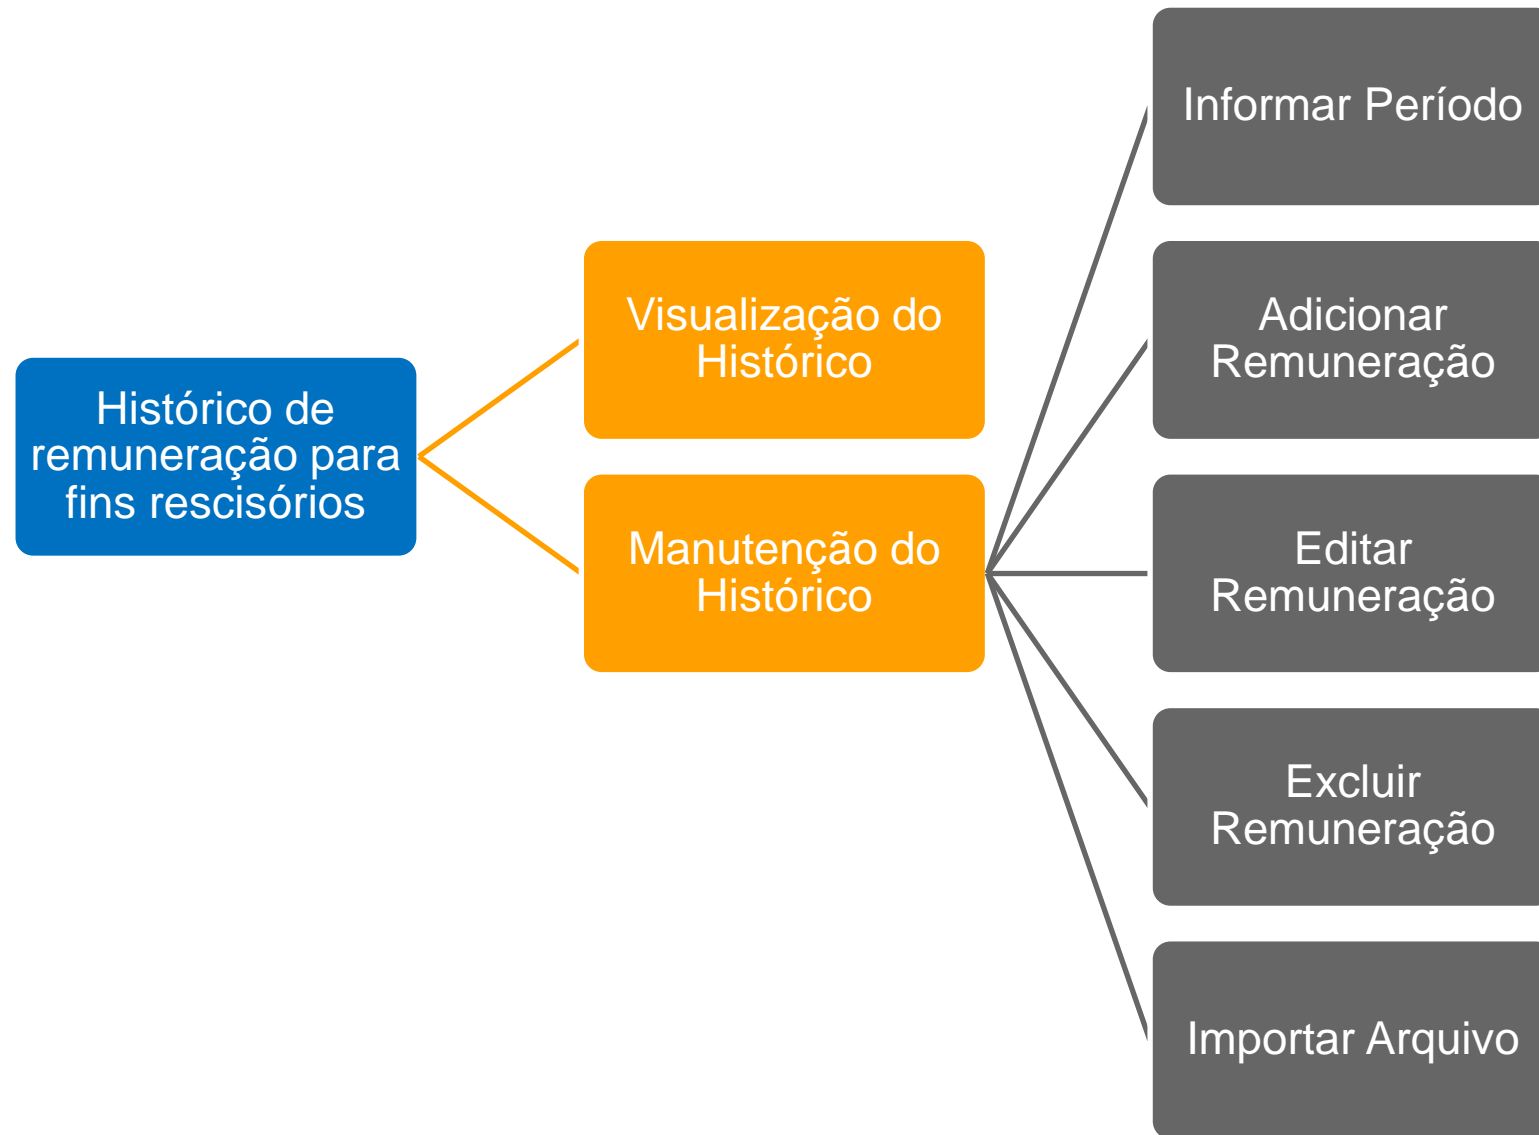 Histórico de
remuneração para
fins rescisórios
Visualização do
Histórico
Manutenção do
Histórico
Informar Período
Adicionar
Remuneração
Editar
Remuneração
Excluir
Remuneração
Importar Arquivo